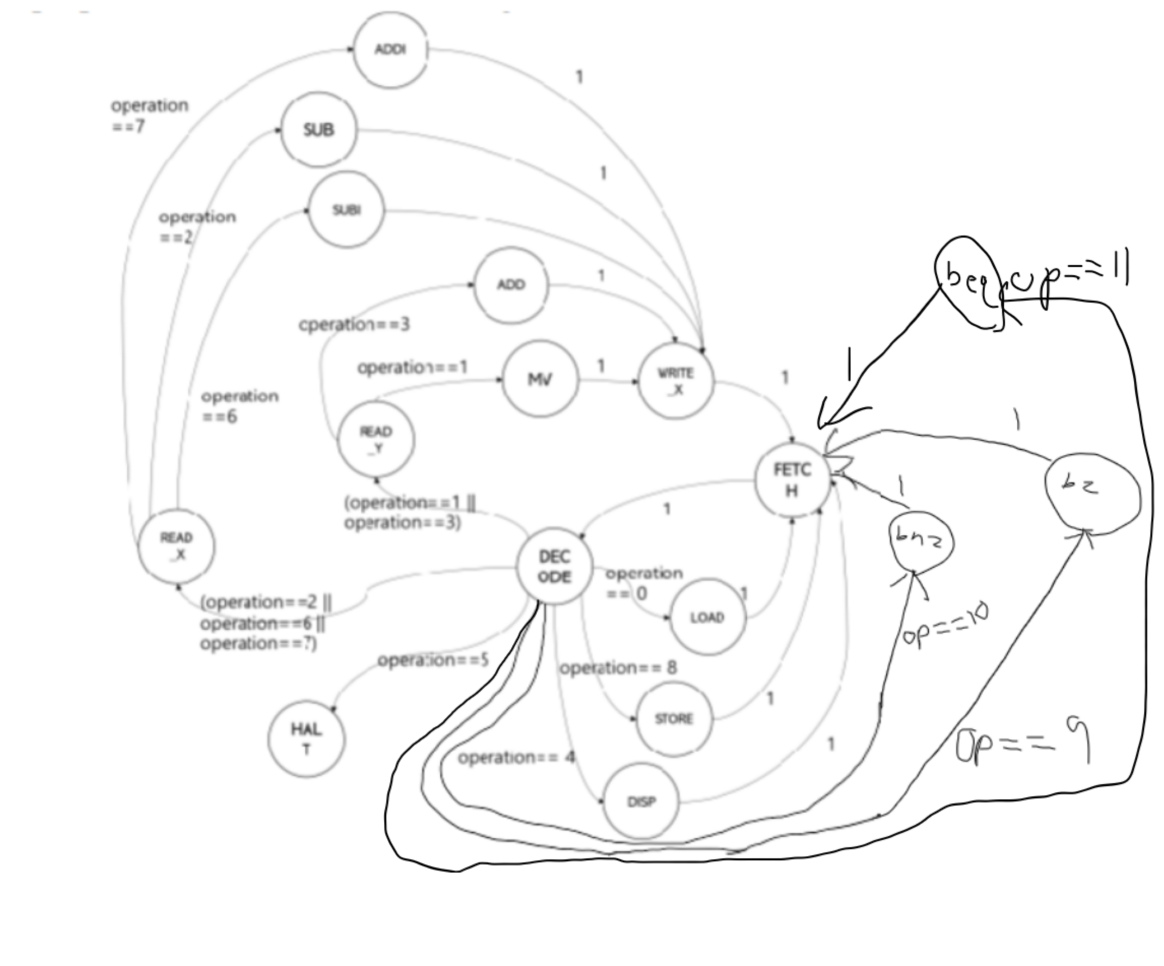 ADDI
1
operation
==7
SUB
1
operation
==2
SUBI
ADD
1
operation==3
beq
op==11
operation==1
MV
1
WRITE
_X
1
1
operation
==6
READ
_Y
FETC
H
1
bz
1
bnz
(operation==1 ||
operation==3)
1
READ
_X
DEC
ODE
operation
== 0
LOAD
1
op==10
(operation==2 ||
operation==6 ||
operation==7)
operation==5
operation== 8
STORE
1
HAL
T
operation== 4
1
op==9
DISP